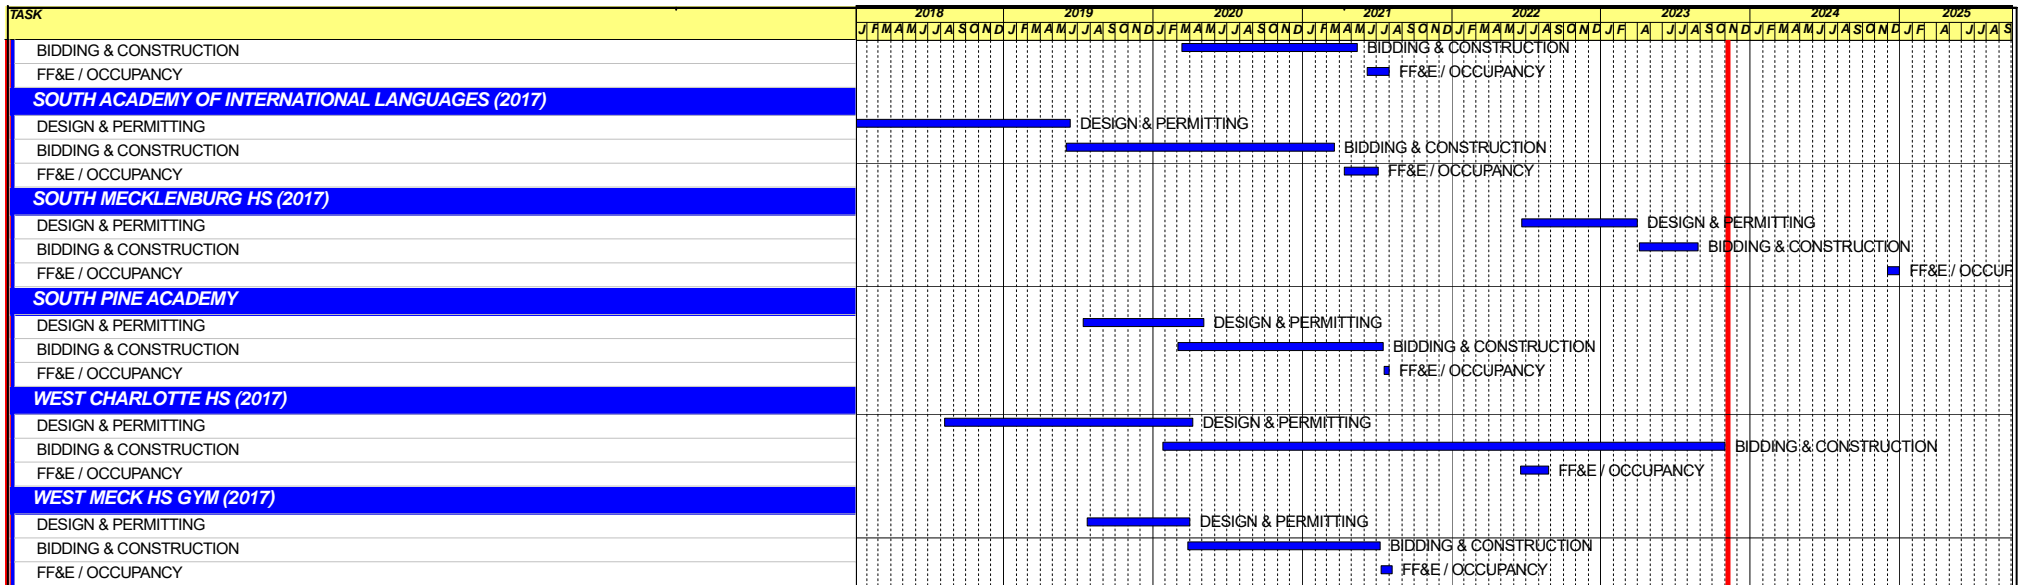 TASK 2018 2019 2020 2021 2022 2023 2024 2025
J F M A M J J A S O N D J F M A M J J A S O N D J F M A M J J A S O N D J F M A M J J A S O N D J F M A M J J A S O N D J F A J J A S O N D J F M A M J J A S O N D J F A J J A S
BIDDING & CONSTRUCTION BIDDING & CONSTRUCTION
FF&E / OCCUPANCY FF&E / OCCUPANCY
SOUTH ACADEMY OF INTERNATIONAL LANGUAGES (2017)
DESIGN & PERMITTING DESIGN & PERMITTING
BIDDING & CONSTRUCTION BIDDING & CONSTRUCTION
FF&E / OCCUPANCY FF&E / OCCUPANCY
SOUTH MECKLENBURG HS (2017)
DESIGN & PERMITTING DESIGN & PERMITTING
BIDDING & CONSTRUCTION BIDDING & CONSTRUCTION
FF&E / OCCUPANCY FF&E / OCCUP
SOUTH PINE ACADEMY
DESIGN & PERMITTING DESIGN & PERMITTING
BIDDING & CONSTRUCTION BIDDING & CONSTRUCTION
FF&E / OCCUPANCY FF&E / OCCUPANCY
WEST CHARLOTTE HS (2017)
DESIGN & PERMITTING DESIGN & PERMITTING
BIDDING & CONSTRUCTION BIDDING & CONSTRUCTION
FF&E / OCCUPANCY FF&E / OCCUPANCY
WEST MECK HS GYM (2017)
DESIGN & PERMITTING DESIGN & PERMITTING
BIDDING & CONSTRUCTION BIDDING & CONSTRUCTION
FF&E / OCCUPANCY FF&E / OCCUPANCY